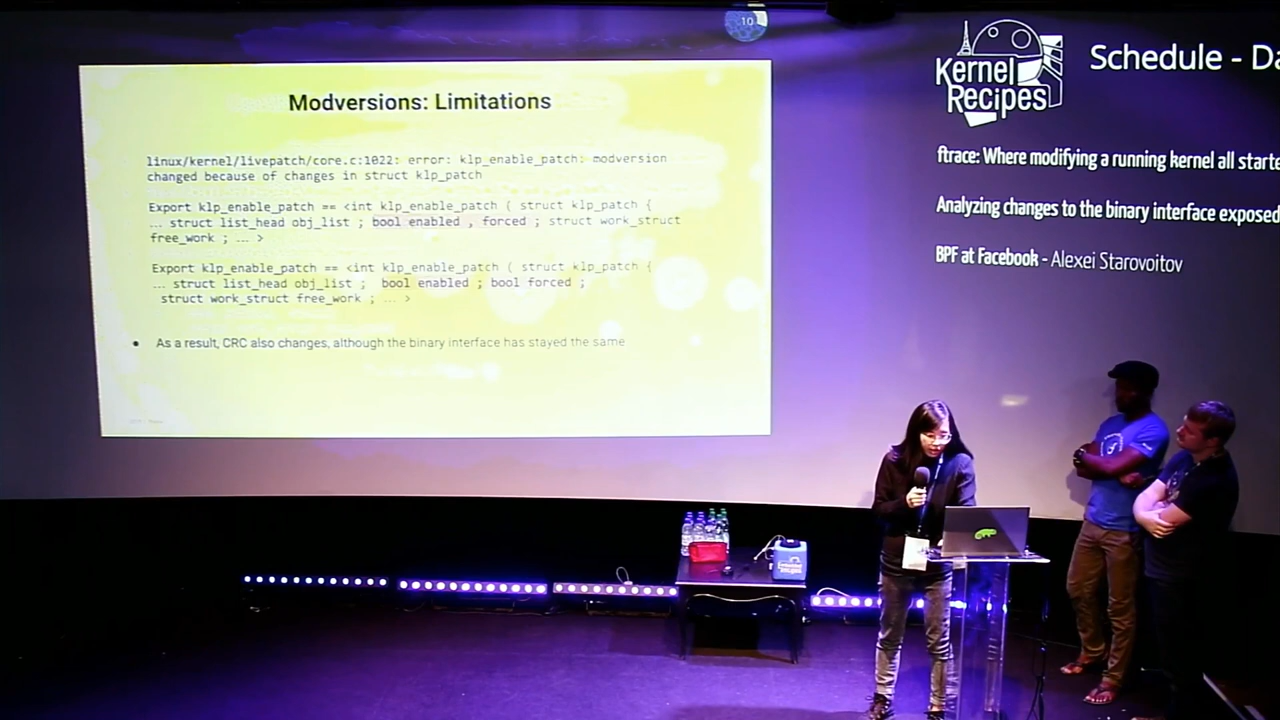 10
Modversions: Limitations
linux/kernel/livepatch/core.c:1022: error: klp_enable_patch: modversion
changed because of changes in struct klp_patch
Export klp_enable_patch == <int klp_enable_patch ( struct klp_patch {
... struct list_head obj_list ; bool enabled , forced ; struct work_struct
free_work ; ... >
Export klp_enable_patch == <int klp_enable_patch ( struct klp_patch {
... struct list_head obj_list ; bool enabled ; bool forced ;
struct work_struct free_work ; ... >
• As a result, CRC also changes, although the binary interface has stayed the same
Kernel
Recipes
Schedule - Da
ftrace: Where modifying a running kernel all starte
Analyzing changes to the binary interface exposed
BPF at Facebook - Alexei Starovoitov